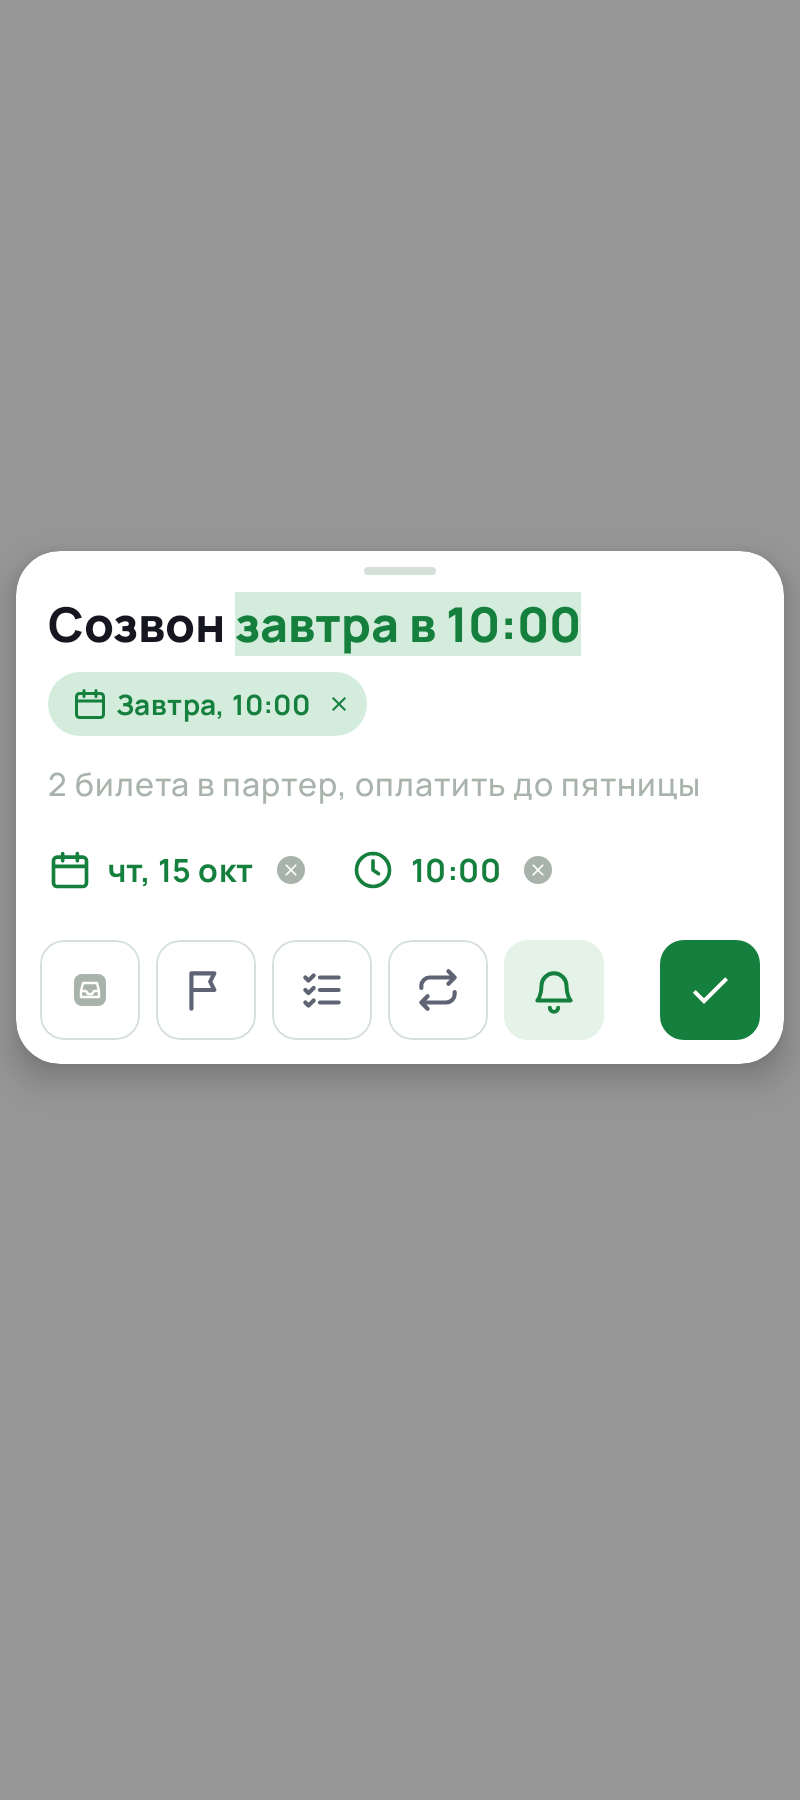 Созвон завтра в 10:00
Завтра, 10:00
2 билета в партер, оплатить до пятницы
чт, 15 окт 10:00